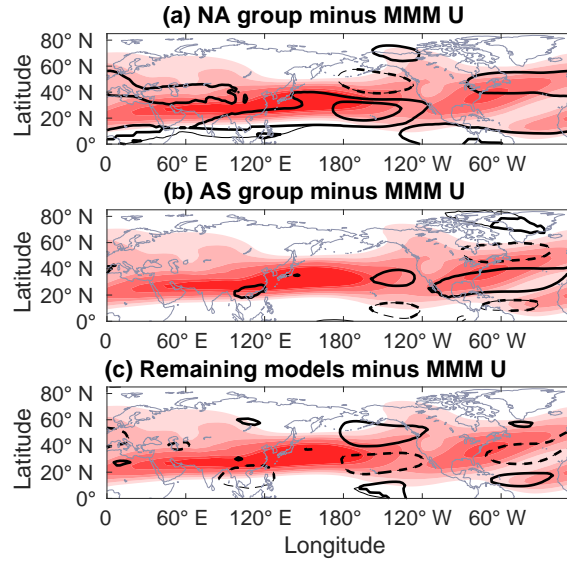 (a) NA group minus MMM U
80° N
60° N
40° N
20° N
0°
Latitude
0 60° E 120° E 180° 120° W 60° W
(b) AS group minus MMM U
80° N
60° N
40° N
20° N
0°
Latitude
0 60° E 120° E 180° 120° W 60° W
(c) Remaining models minus MMM U
80° N
60° N
40° N
20° N
0°
Latitude
0 60° E 120° E 180° 120° W 60° W
Longitude